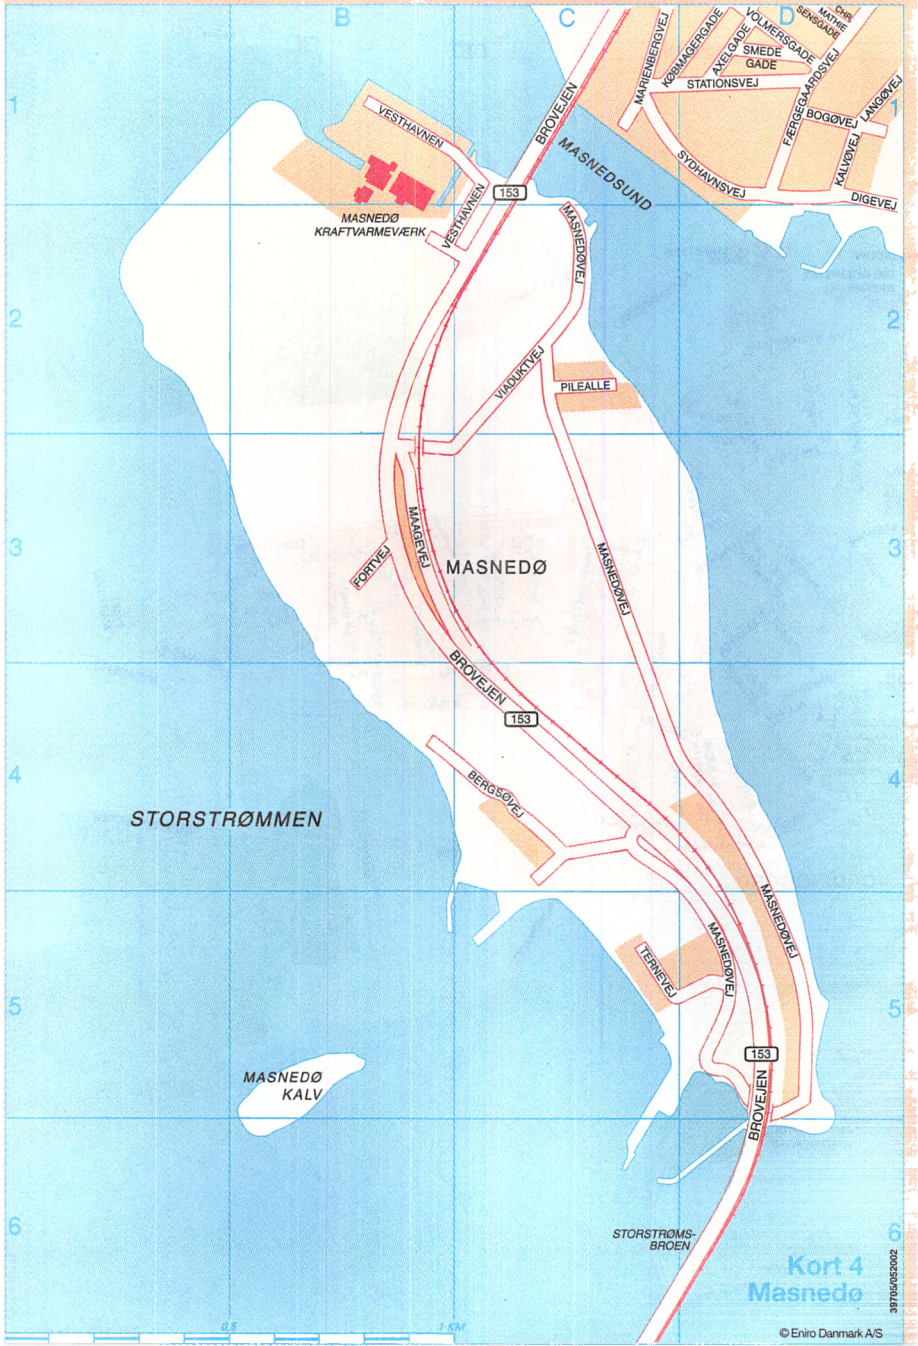 B
C
D
1
1
2
2
3
3
4
4
5
5
6
6
CHR.
MATHIE
SENSGADE
VOLMERSGADE
SMEDE
GADE
AXELGADE
KØBMAGERGADE
MARIENBERGVEJ
STATIONSVEJ
FÆRGEGAARDSVEJ
LANGØVEJ
BOGØVEJ
KALVØVEJ
DIGEVEJ
SYDHAVNSVEJ
BROVEJEN
MASNEDSUND
VESTHAVNEN
VESTHAVNEN
153
MASNEDØ
KRAFTVARMEVÆRK
MASNEDØVEJ
VIADUKTVEJ
PILEALLE
MAAGEVEJ
FORTVEJ
MASNEDØ
MASNEDØVEJ
BROVEJEN
153
BERGSØVEJ
STORSTRØMMEN
MASNEDØVEJ
MASNEDØVEJ
TERNEVEJ
153
BROVEJEN
MASNEDØ
KALV
STORSTRØMS-
BROEN
Kort 4
Masnedø
39705/052002
© Eniro Danmark A/S
0,5
1 KM